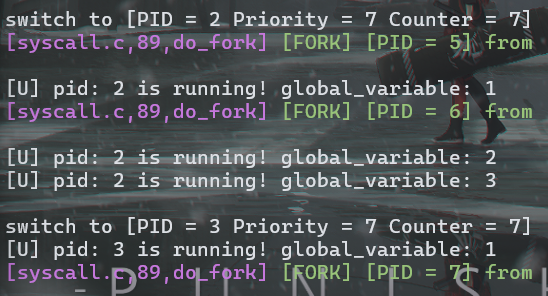 switch to [PID = 2 Priority = 7 Counter = 7]
[syscall.c,89,do_fork] [FORK] [PID = 5] from
[U] pid: 2 is running! global_variable: 1
[syscall.c,89,do_fork] [FORK] [PID = 6] from
[U] pid: 2 is running! global_variable: 2
[U] pid: 2 is running! global_variable: 3
switch to [PID = 3 Priority = 7 Counter = 7]
[U] pid: 3 is running! global_variable: 1
[syscall.c,89,do_fork] [FORK] [PID = 7] from